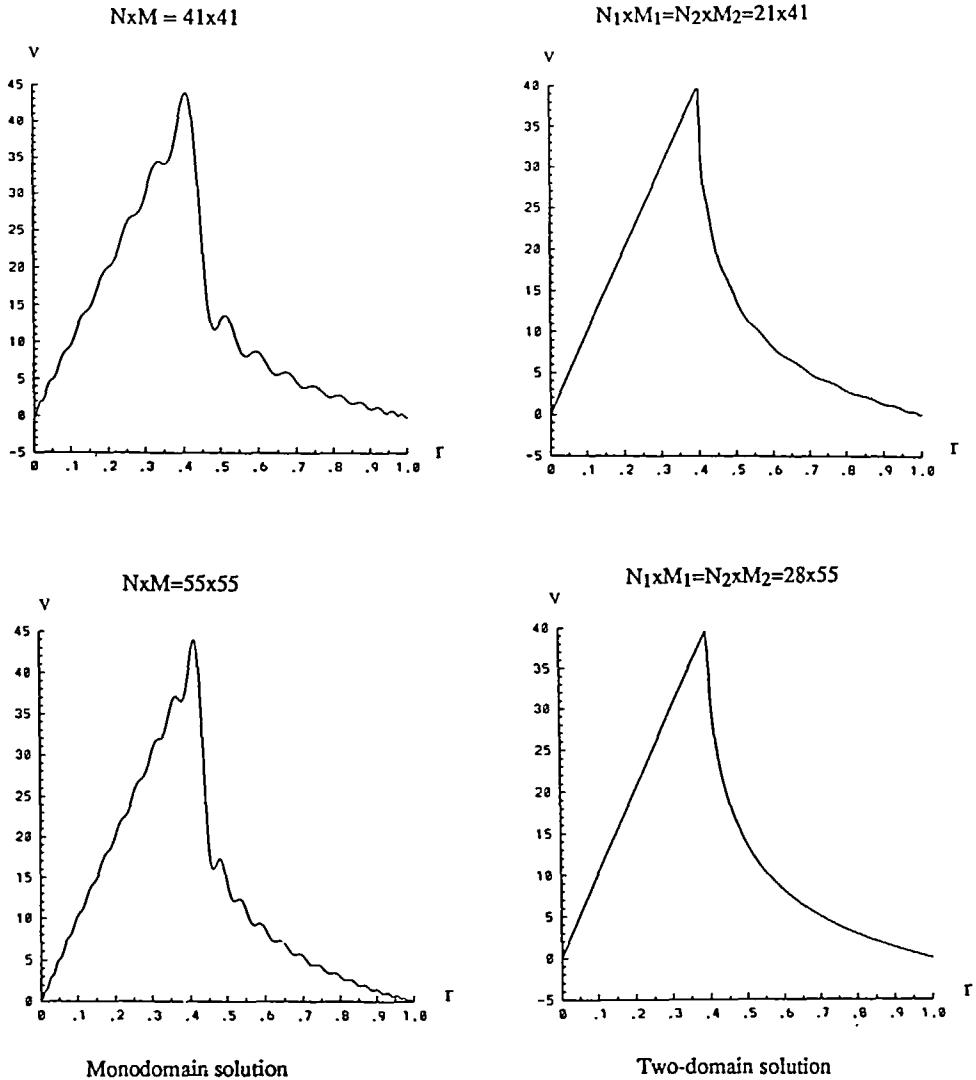 NxM = 41x41
v
45
40
35
30
25
20
15
10
5
0
-5
0 .1 .2 .3 .4 .5 .6 .7 .8 .9 1.0
r
N1xM1=N2xM2=21x41
v
40
35
30
25
20
15
10
5
0
-5
0 .1 .2 .3 .4 .5 .6 .7 .8 .9 1.0
r
NxM=55x55
v
45
40
35
30
25
20
15
10
5
0
0 .1 .2 .3 .4 .5 .6 .7 .8 .9 1.0
r
Monodomain solution
N1xM1=N2xM2=28x55
v
40
35
30
25
20
15
10
5
0
-5
0 .1 .2 .3 .4 .5 .6 .7 .8 .9 1.0
r
Two-domain solution